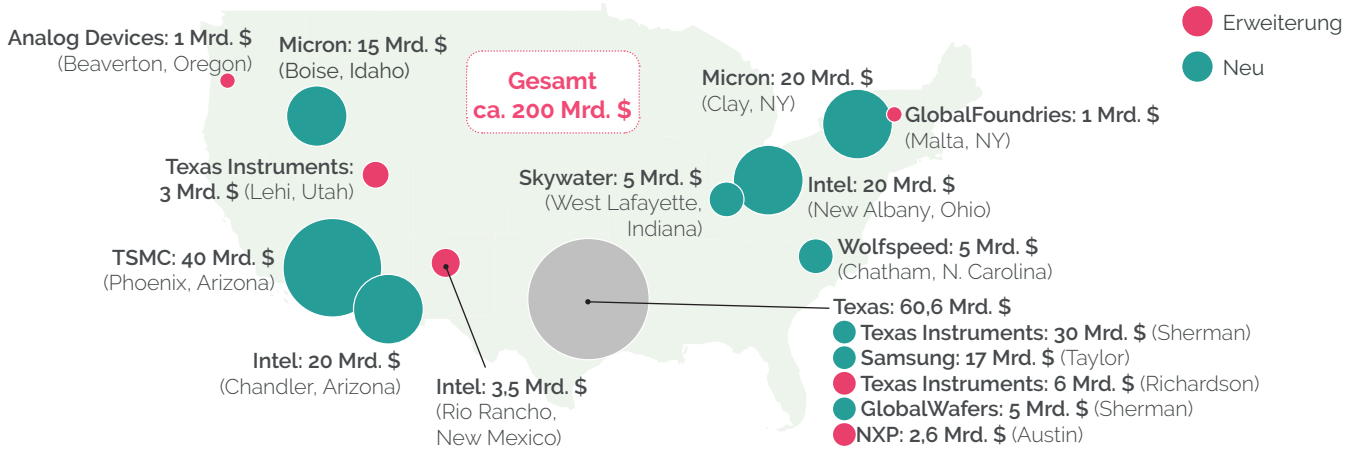 Erweiterung
Neu
Analog Devices: 1 Mrd. $
(Beaverton, Oregon)
Micron: 15 Mrd. $
(Boise, Idaho)
Gesamt
ca. 200 Mrd. $
Micron: 20 Mrd. $
(Clay, NY)
GlobalFoundries: 1 Mrd. $
(Malta, NY)
Texas Instruments:
3 Mrd. $ (Lehi, Utah)
Skywater: 5 Mrd. $
(West Lafayette,
Indiana)
Intel: 20 Mrd. $
(New Albany, Ohio)
TSMC: 40 Mrd. $
(Phoenix, Arizona)
Wolfspeed: 5 Mrd. $
(Chatham, N. Carolina)
Intel: 20 Mrd. $
(Chandler, Arizona)
Intel: 3,5 Mrd. $
(Rio Rancho,
New Mexico)
Texas: 60,6 Mrd. $
Texas Instruments: 30 Mrd. $ (Sherman)
Samsung: 17 Mrd. $ (Taylor)
Texas Instruments: 6 Mrd. $ (Richardson)
GlobalWafers: 5 Mrd. $ (Sherman)
NXP: 2,6 Mrd. $ (Austin)